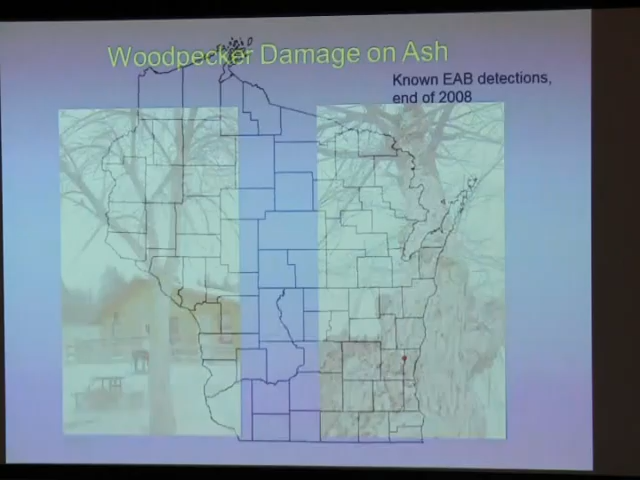 Woodpecker Damage on Ash
Known EAB detections,
end of 2008